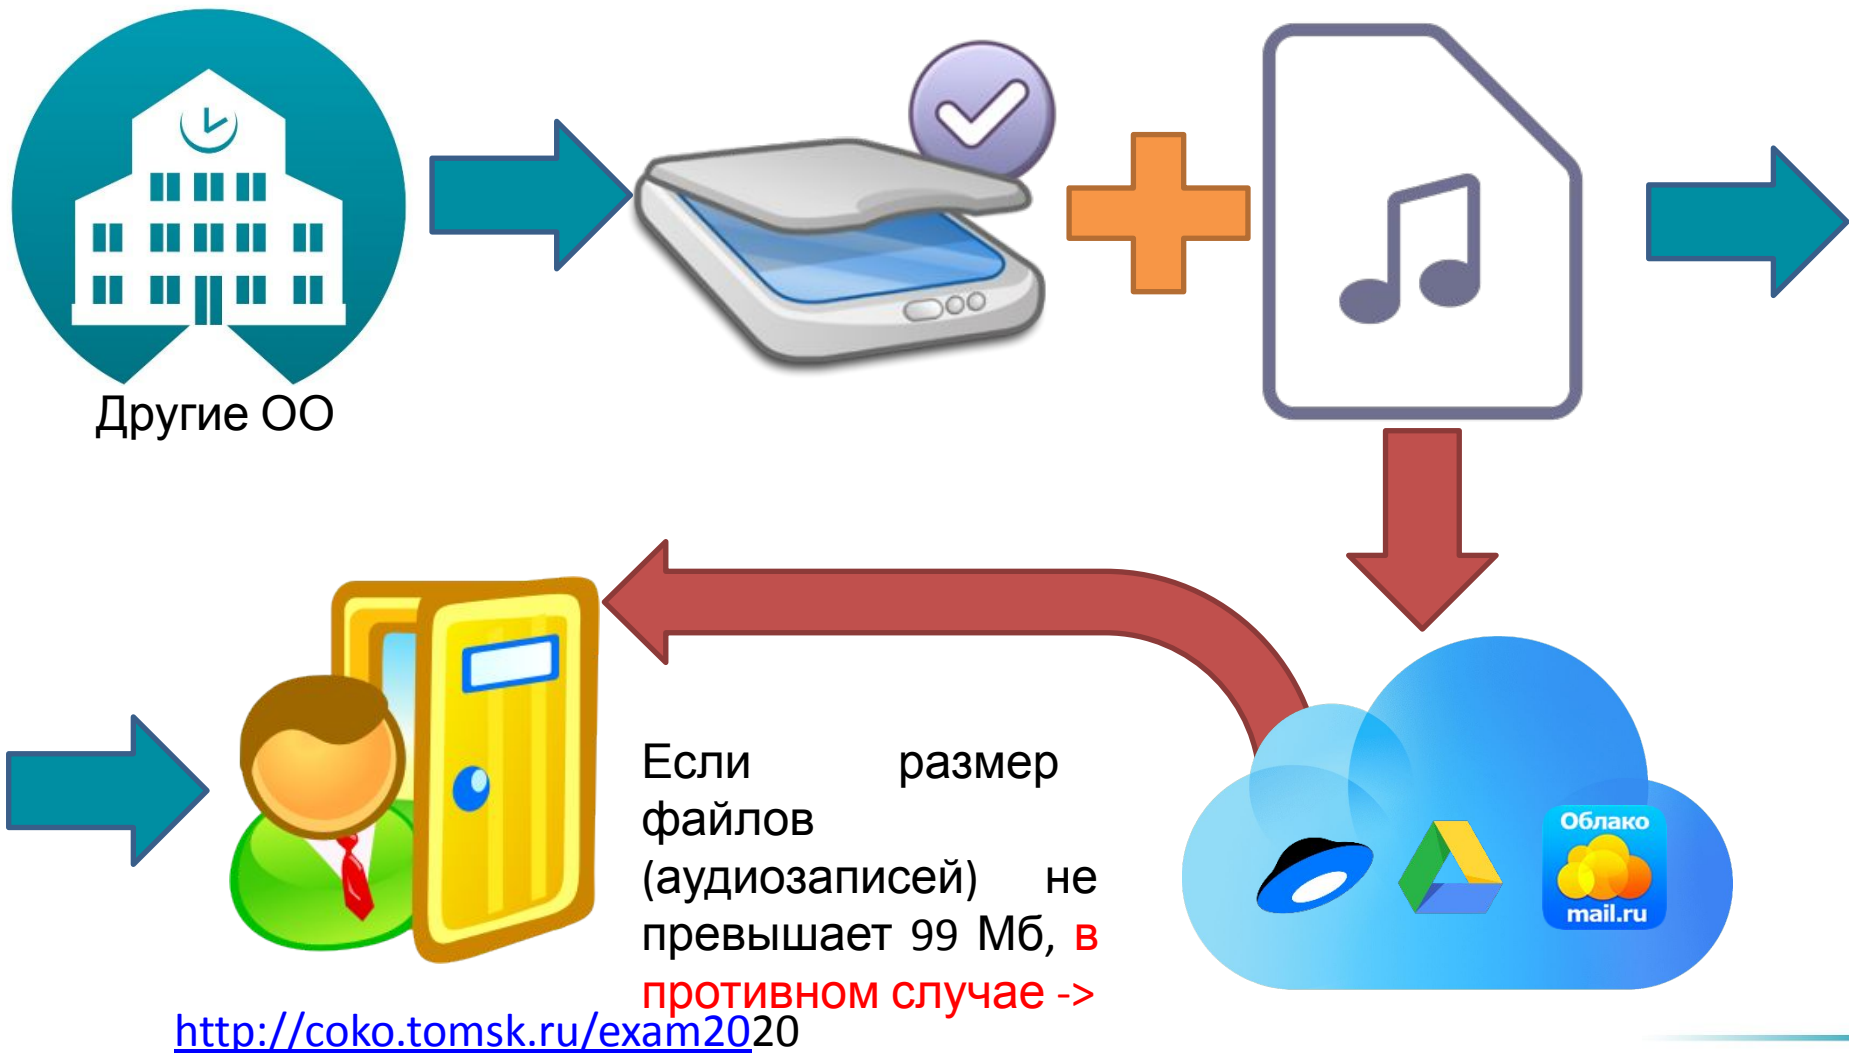 Другие ОО
Если размер
файлов
(аудиозаписей) не
превышает 99 Мб, в
противном случае ->
Облако
mail.ru
http://coko.tomsk.ru/exam2020